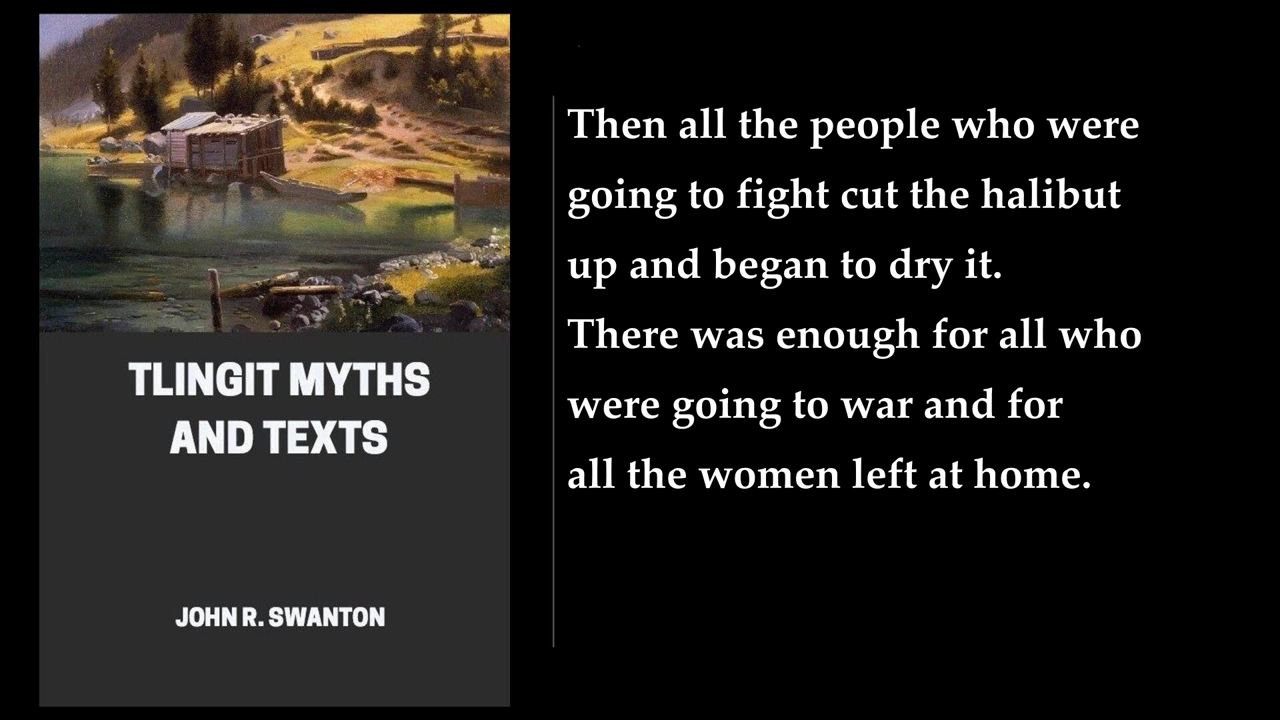 TLINGIT MYTHS
AND TEXTS
JOHN R. SWANTON
Then all the people who were
going to fight cut the halibut
up and began to dry it.
There was enough for all who
were going to war and for
all the women left at home.